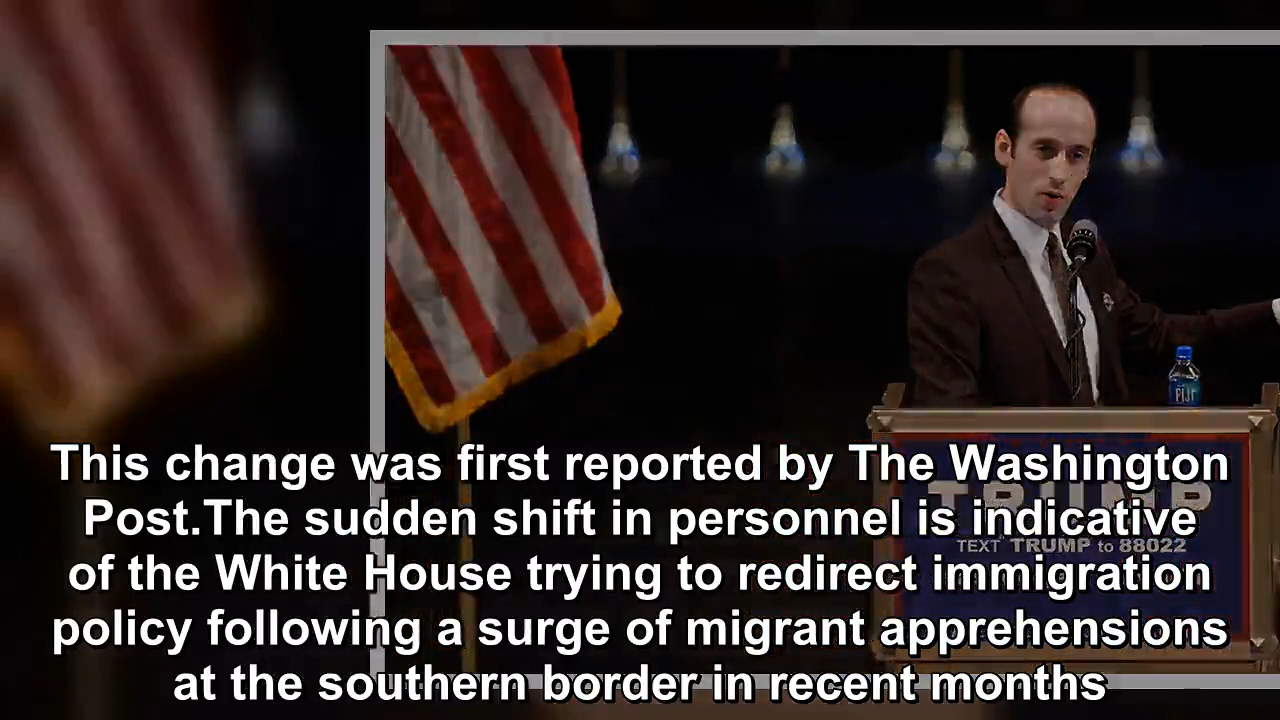 FIJI
This change was first reported by The Washington
Post.The sudden shift in personnel is indicative
of the White House trying to redirect immigration
policy following a surge of migrant apprehensions
at the southern border in recent months
TRUMP
TEXT TRUMP to 88022